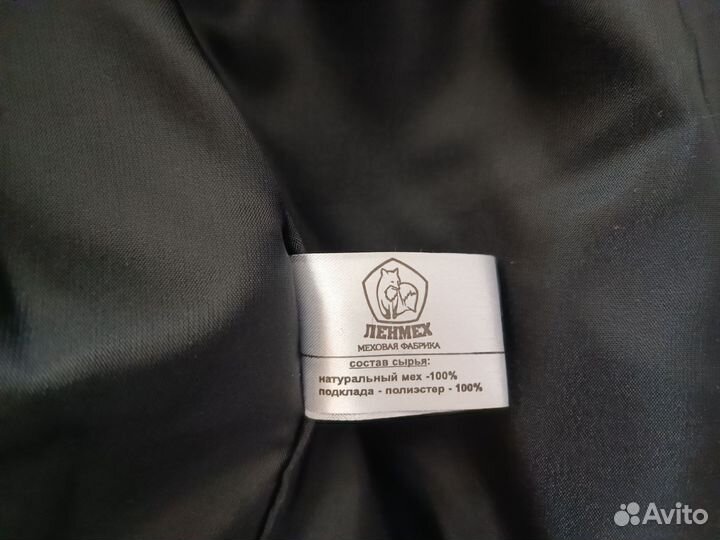 ЛЕНМЕХ
МЕХОВАЯ ФАБРИКА
состав сырья:
натуральный мех -100%
подклада - полиэстер - 100%
Avito